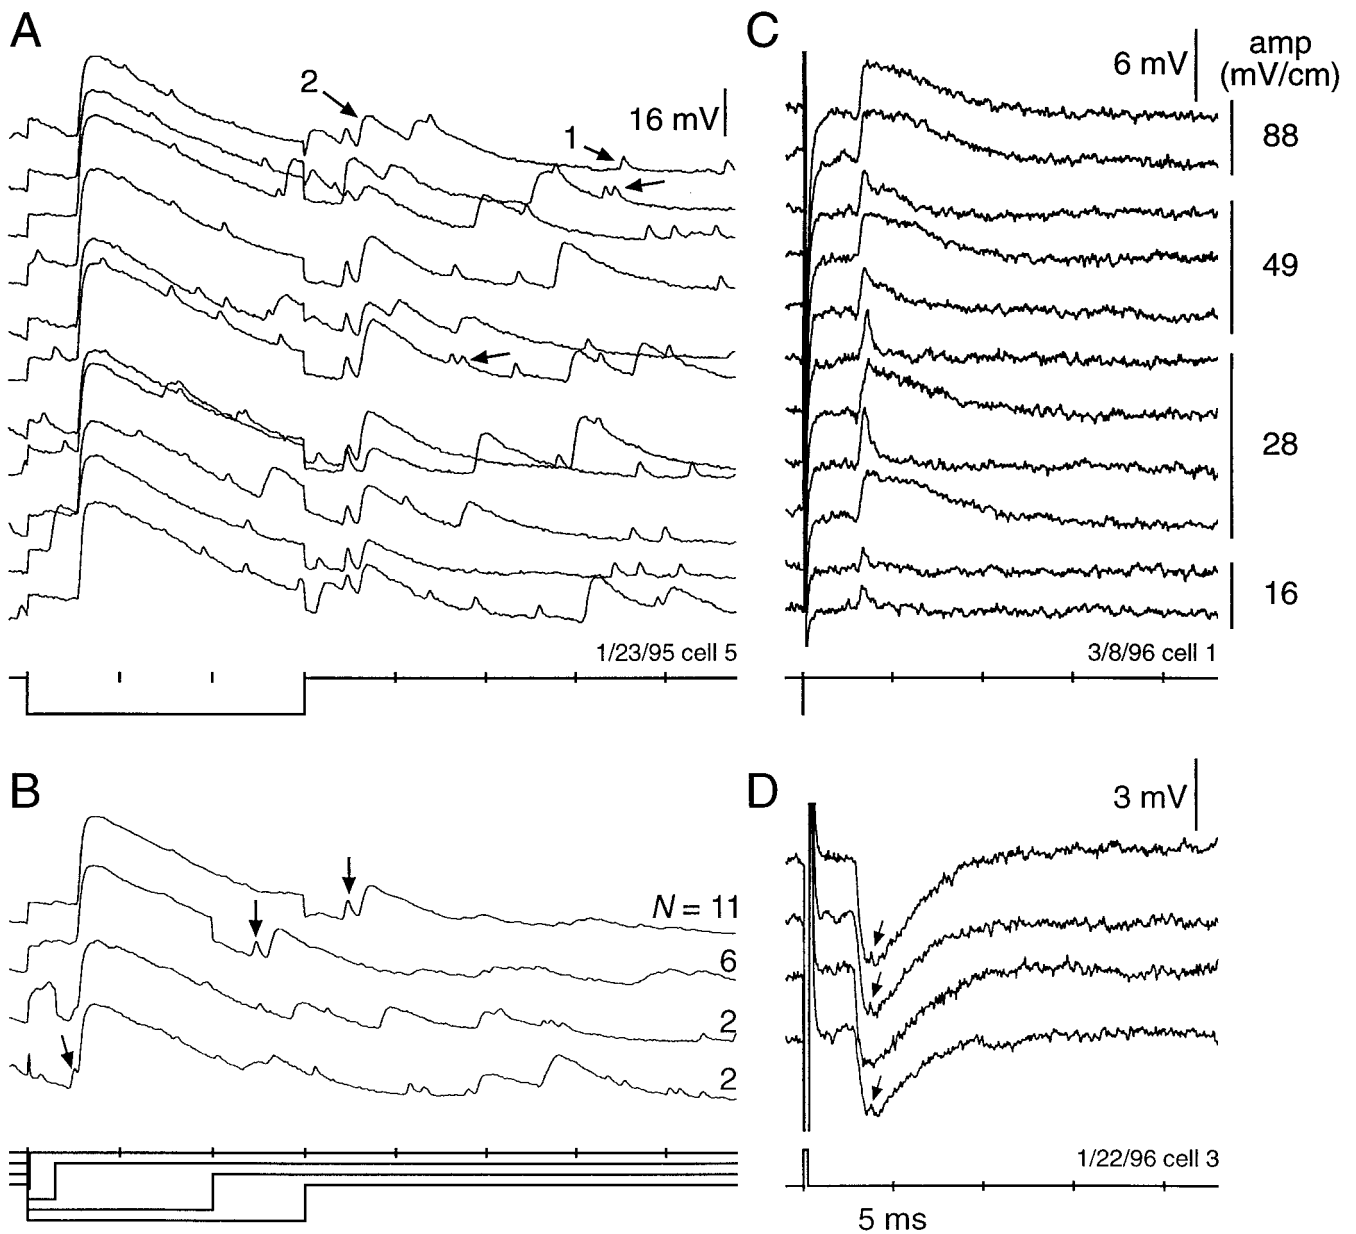 A
2
1
16 mV
1/23/95 cell 5
C
6 mV
amp
(mV/cm)
88
49
28
16
3/8/96 cell 1
B
N = 11
6
2
2
D
3 mV
1/22/96 cell 3
5 ms